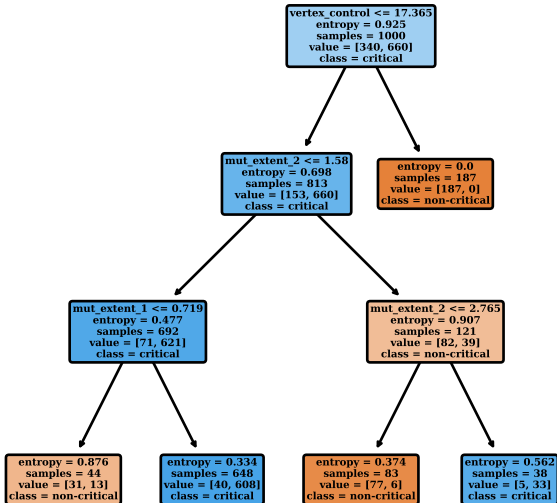 vertex_control <= 17.365
entropy = 0.925
samples = 1000
value = [340, 660]
class = critical
mut_extent_2 <= 1.58
entropy = 0.698
samples = 813
value = [153, 660]
class = critical
entropy = 0.0
samples = 187
value = [187, 0]
class = non-critical
mut_extent_1 <= 0.719
entropy = 0.477
samples = 692
value = [71, 621]
class = critical
mut_extent_2 <= 2.765
entropy = 0.907
samples = 121
value = [82, 39]
class = non-critical
entropy = 0.876
samples = 44
value = [31, 13]
class = non-critical
entropy = 0.334
samples = 648
value = [40, 608]
class = critical
entropy = 0.374
samples = 83
value = [77, 6]
class = non-critical
entropy = 0.562
samples = 38
value = [5, 33]
class = critical